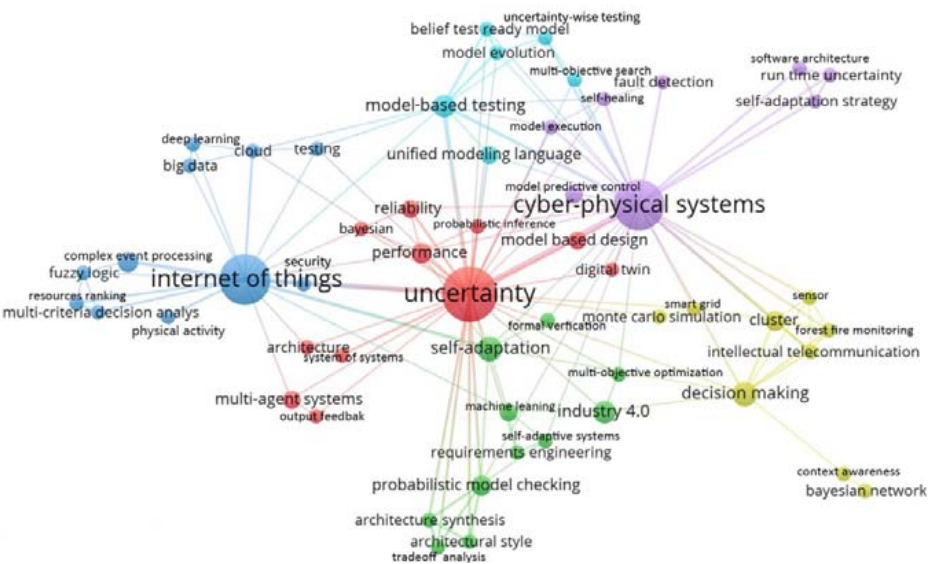 uncertainty-wise testing
belief test ready model
model evolution
software architecture
multi-objective search
run time uncertainty
fault detection
self-healing
self-adaptation strategy
model-based testing
model execution
deep learning
cloud
testing
unified modeling language
big data
model predictive control
cyber-physical systems
reliability
probabilistic inference
bayesian
model based design
performance
complex event processing
security
fuzzy logic
internet of things
digital twin
uncertainty
resources ranking
sensor
smart grid
multi-criteria decision analys
monte carlo simulation
cluster
formal verfication
physical activity
forest fire monitoring
architecture
self-adaptation
system of systems
intellectual telecommunication
multi-objective optimization
decision making
multi-agent systems
machine leaning
industry 4.0
output feedbak
self-adaptive systems
requirements engineering
context awareness
probabilistic model checking
bayesian network
architecture synthesis
architectural style
tradeoff analysis